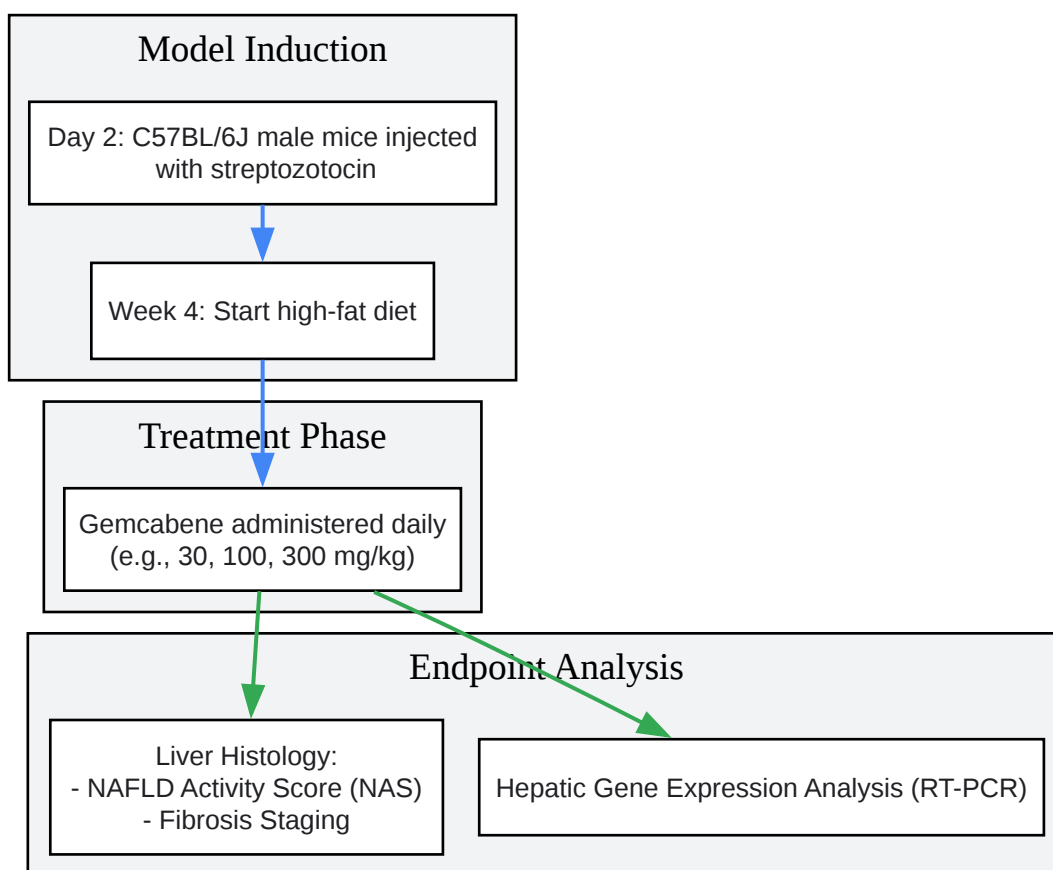 Model Induction
Day 2: C57BL/6J male mice injected
with streptozotocin
Week 4: Start high-fat diet
Treatment Phase
Gemcabene administered daily
(e.g., 30, 100, 300 mg/kg)
Endpoint Analysis
Liver Histology:
- NAFLD Activity Score (NAS)
- Fibrosis Staging
Hepatic Gene Expression Analysis (RT-PCR)